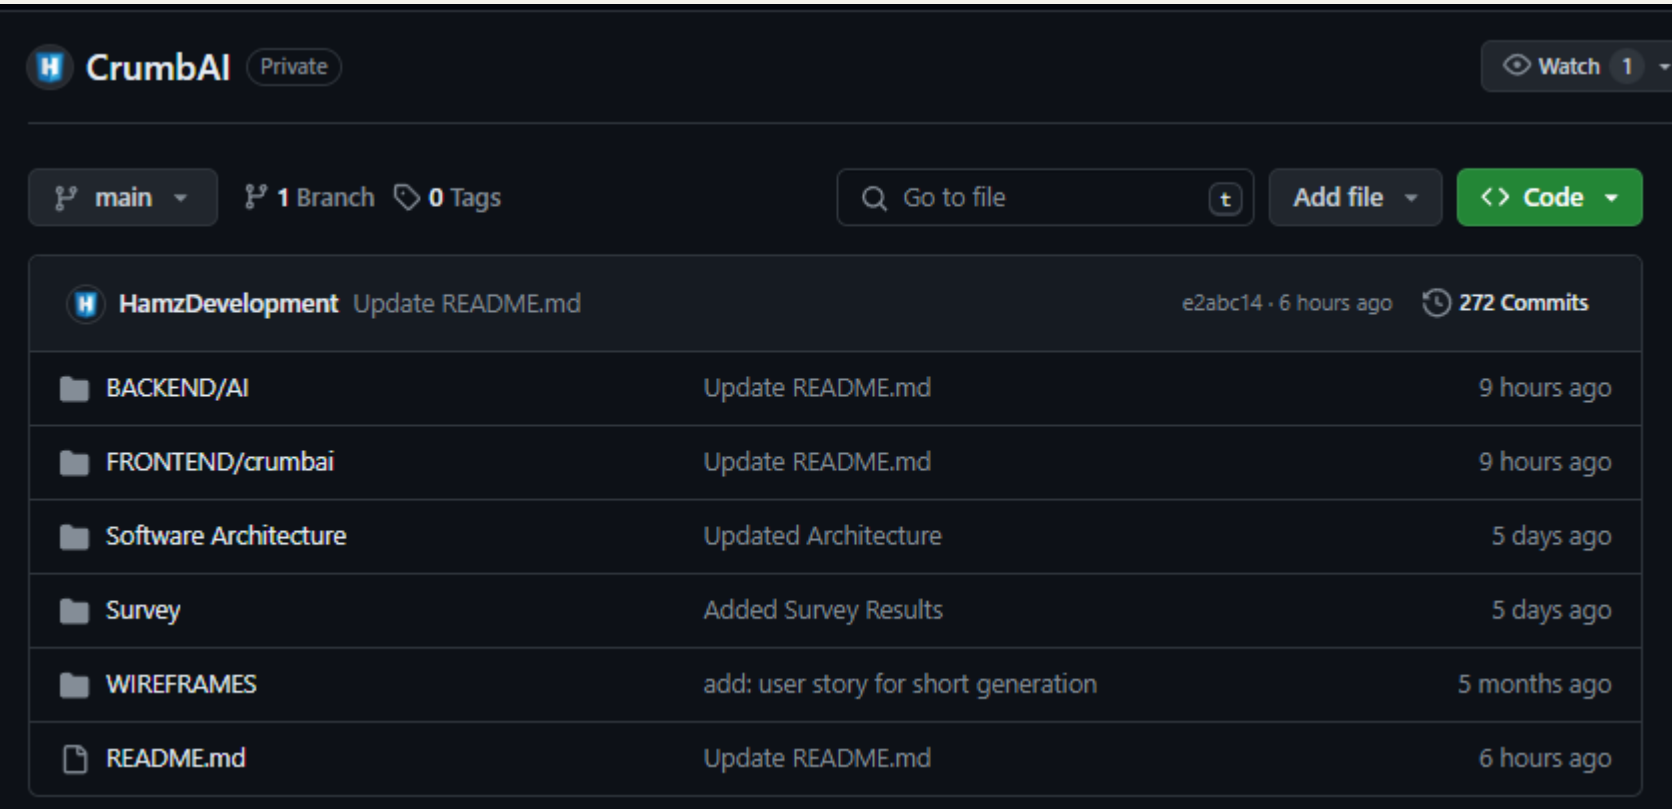 H CrumbAI Private Watch 1
main 1 Branch 0 Tags Go to file t Add file <> Code
H HamzDevelopment Update README.md e2abc14 · 6 hours ago 272 Commits
BACKEND/AI Update README.md 9 hours ago
FRONTEND/crumbai Update README.md 9 hours ago
Software Architecture Updated Architecture 5 days ago
Survey Added Survey Results 5 days ago
WIREFRAMES add: user story for short generation 5 months ago
README.md Update README.md 6 hours ago